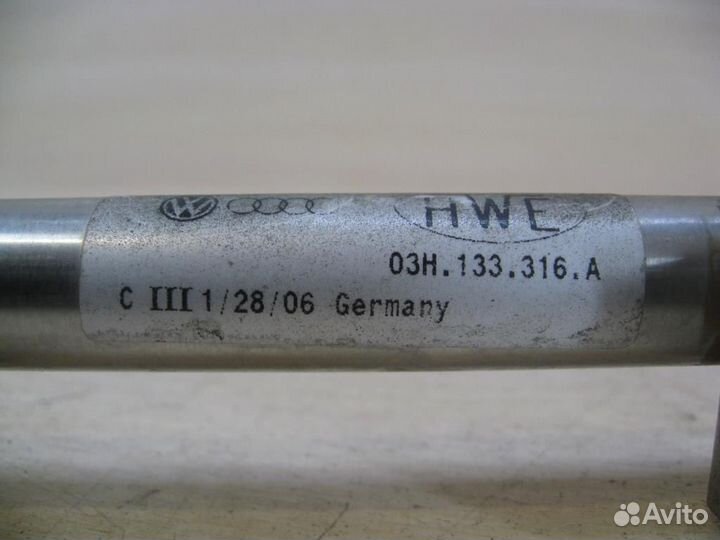 HWE
03H.133.316.A
C III 1/28/06 Germany
Avito